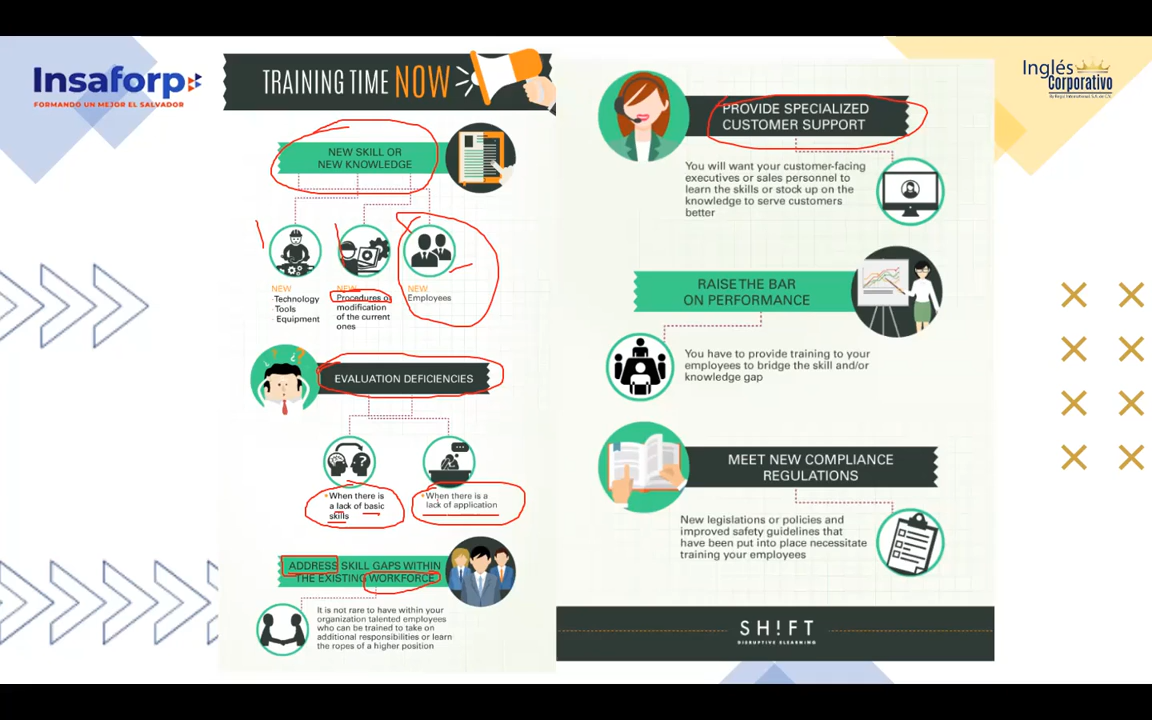 Insaforp
FORMANDO UN MEJOR EL SALVADOR
TRAINING TIME NOW
NEW SKILL OR
NEW KNOWLEDGE
NEW
Technology
Tools
Equipment
NEW
Procedures or
modification
of the current
ones
NEW
Employees
EVALUATION DEFICIENCIES
• When there is
a lack of basic
skills
• When there is a
lack of application
ADDRESS SKILL GAPS WITHIN
THE EXISTING WORKFORCE
It is not rare to have within your
organization talented employees
who can be trained to take on
additional responsibilities or learn
the ropes of a higher position
PROVIDE SPECIALIZED
CUSTOMER SUPPORT
You will want your customer-facing
executives or sales personnel to
learn the skills or stock up on the
knowledge to serve customers
better
RAISE THE BAR
ON PERFORMANCE
You have to provide training to your
employees to bridge the skill and/or
knowledge gap
MEET NEW COMPLIANCE
REGULATIONS
New legislations or policies and
improved safety guidelines that
have been put into place necessitate
training your employees
SH!FT
DISRUPTIVE ELEARNING
Inglés
Corporativo